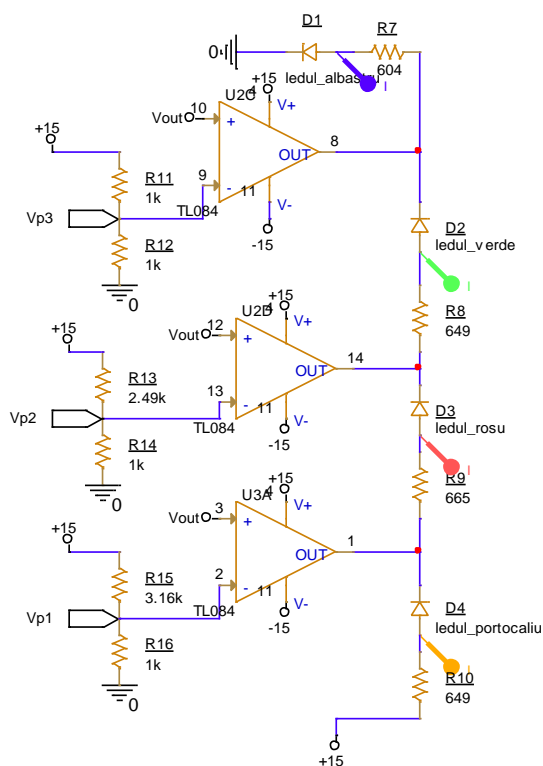 D1
R7
0
ledul_albastru
604
I
+15
4
U2C
V+
Vout
10
+
8
OUT
+15
9
-
11
R11
1k
TL084
V-
Vp3
R12
1k
-15
0
D2
ledul_verde
I
+15
4
U2D
V+
R8
649
+15
Vout
12
+
14
OUT
R13
2.49k
13
-
11
D3
ledul_rosu
Vp2
TL084
V-
R14
1k
-15
I
R9
665
0
+15
4
U3A
V+
Vout
3
+
1
+15
OUT
R15
3.16k
2
-
11
D4
ledul_portocaliu
TL084
V-
Vp1
R16
1k
-15
I
R10
649
0
+15